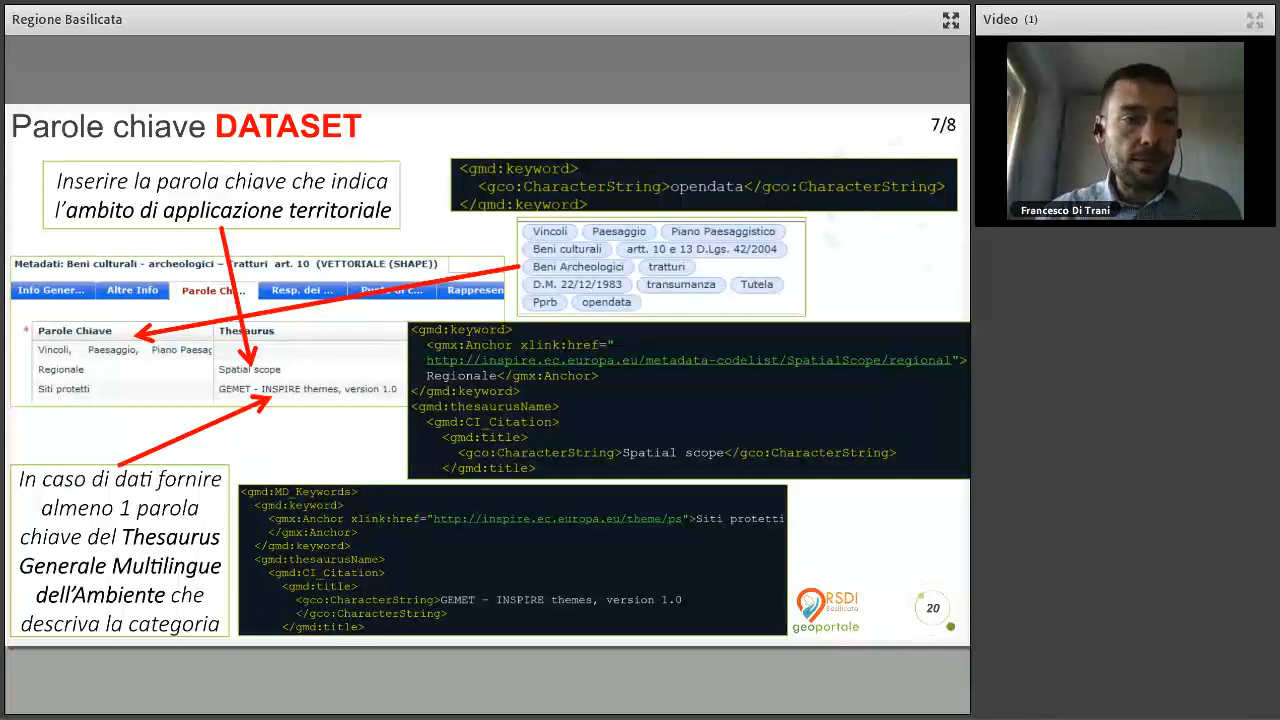 Regione Basilicata
Video (1)
Francesco Di Trani
Parole chiave DATASET
7/8
Inserire la parola chiave che indica
l'ambito di applicazione territoriale
<gmd:keyword>
<gco:CharacterString>opendata</gco:CharacterString>
</gmd:keyword>
Vincoli Paesaggio Piano Paesaggistico
Beni culturali artt. 10 e 13 D.Lgs. 42/2004
Beni Archeologici tratturi
D.M. 22/12/1983 transumanza Tutela
Pprb opendata
Metadati: Beni culturali - archeologici – Tratturi art. 10 (VETTORIALE (SHAPE))
Info Gener... Altre Info Parole Ch... Resp. dei ... Rappresen
* Parole Chiave Thesaurus
Vincoli, Paesaggio, Piano Paesag
Regionale Spatial scope
Siti protetti GEMET - INSPIRE themes, version 1.0
<gmd:keyword>
<gmx:Anchor xlink:href="
http://inspire.ec.europa.eu/metadata-codelist/SpatialScope/regional">
Regionale</gmx:Anchor>
</gmd:keyword>
<gmd:thesaurusName>
<gmd:CI_Citation>
<gmd:title>
<gco:CharacterString>Spatial scope</gco:CharacterString>
</gmd:title>
In caso di dati fornire
almeno 1 parola
chiave del Thesaurus
Generale Multilingue
dell'Ambiente che
descriva la categoria
<gmd:MD_Keywords>
<gmd:keyword>
<gmx:Anchor xlink:href="http://inspire.ec.europa.eu/theme/ps">Siti protetti
</gmx:Anchor>
</gmd:keyword>
<gmd:thesaurusName>
<gmd:CI_Citation>
<gmd:title>
<gco:CharacterString>GEMET - INSPIRE themes, version 1.0
</gco:CharacterString>
</gmd:title>
RSDI
Basilicata
geoportale
20